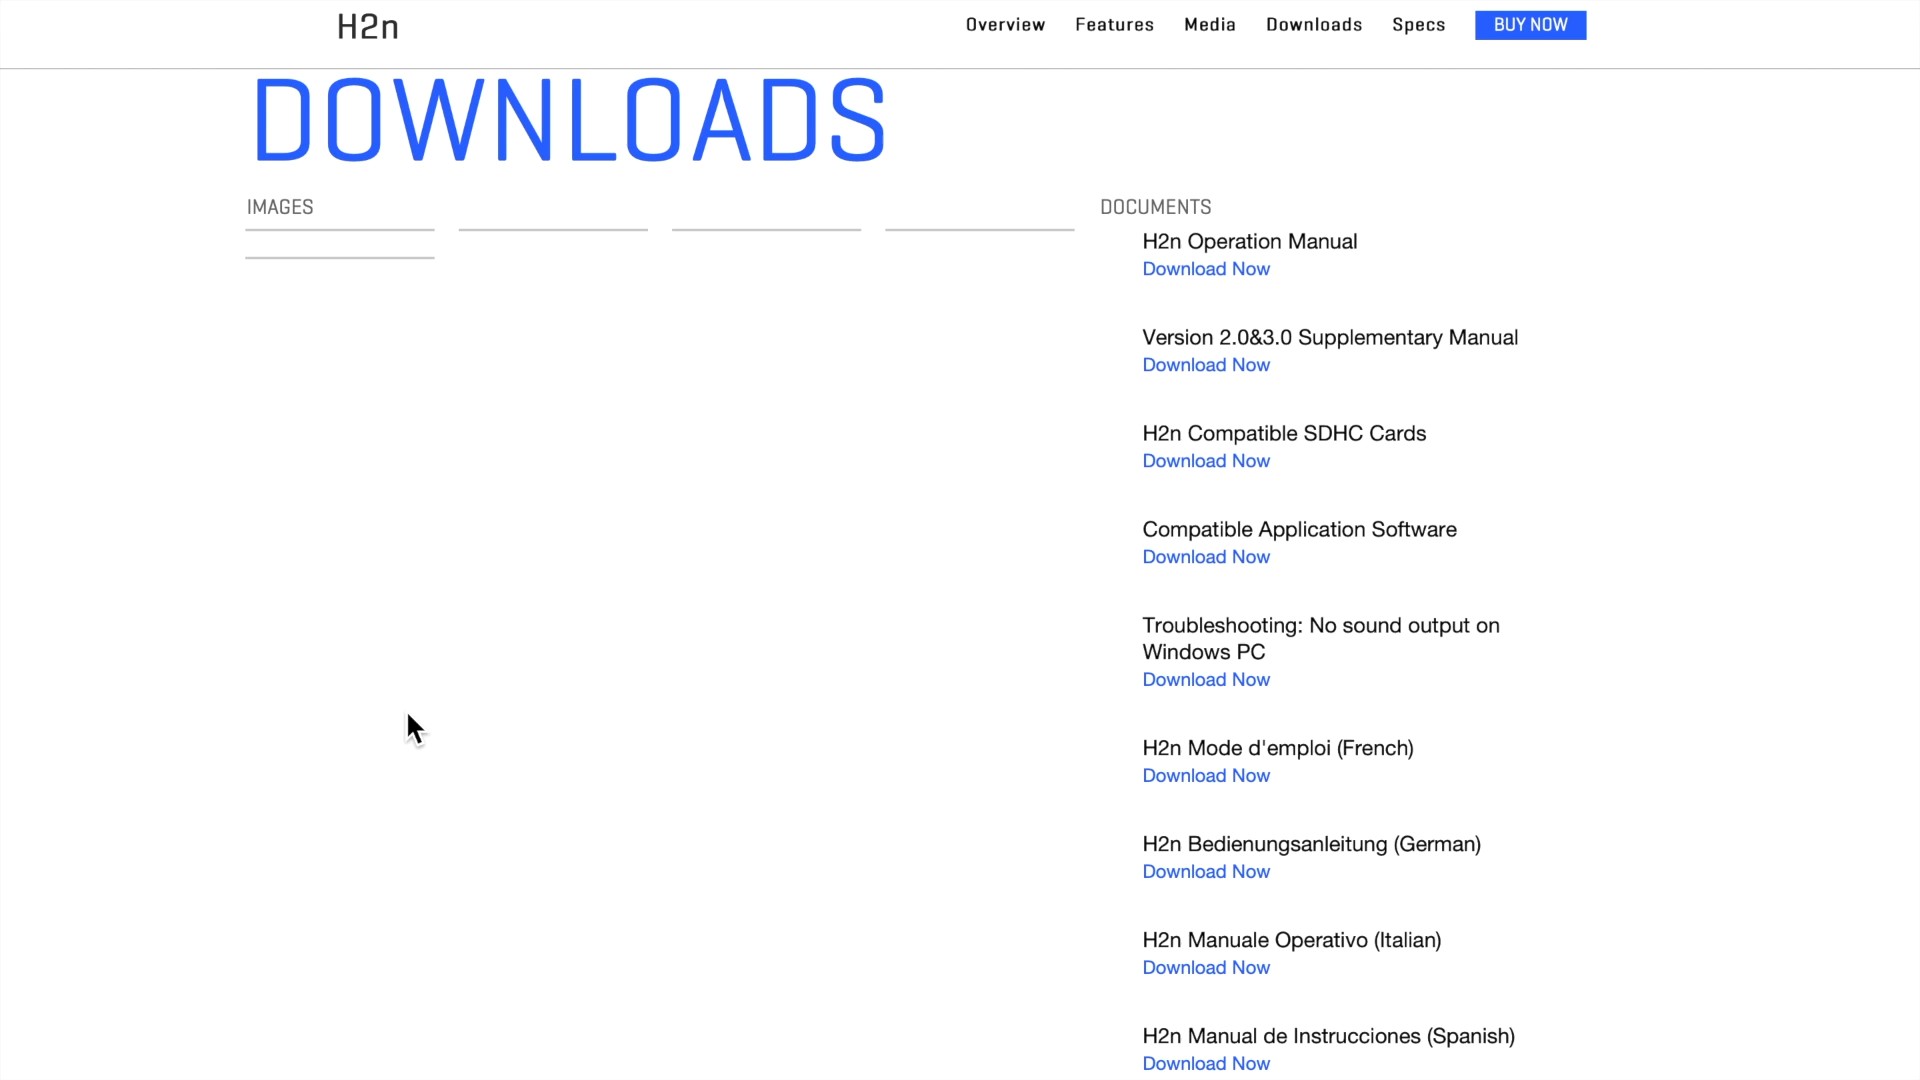 H2n
Overview
Features
Media
Downloads
Specs
BUY NOW
DOWNLOADS
IMAGES
DOCUMENTS
H2n Operation Manual
Download Now
Version 2.0&3.0 Supplementary Manual
Download Now
H2n Compatible SDHC Cards
Download Now
Compatible Application Software
Download Now
Troubleshooting: No sound output on
Windows PC
Download Now
H2n Mode d'emploi (French)
Download Now
H2n Bedienungsanleitung (German)
Download Now
H2n Manuale Operativo (Italian)
Download Now
H2n Manual de Instrucciones (Spanish)
Download Now